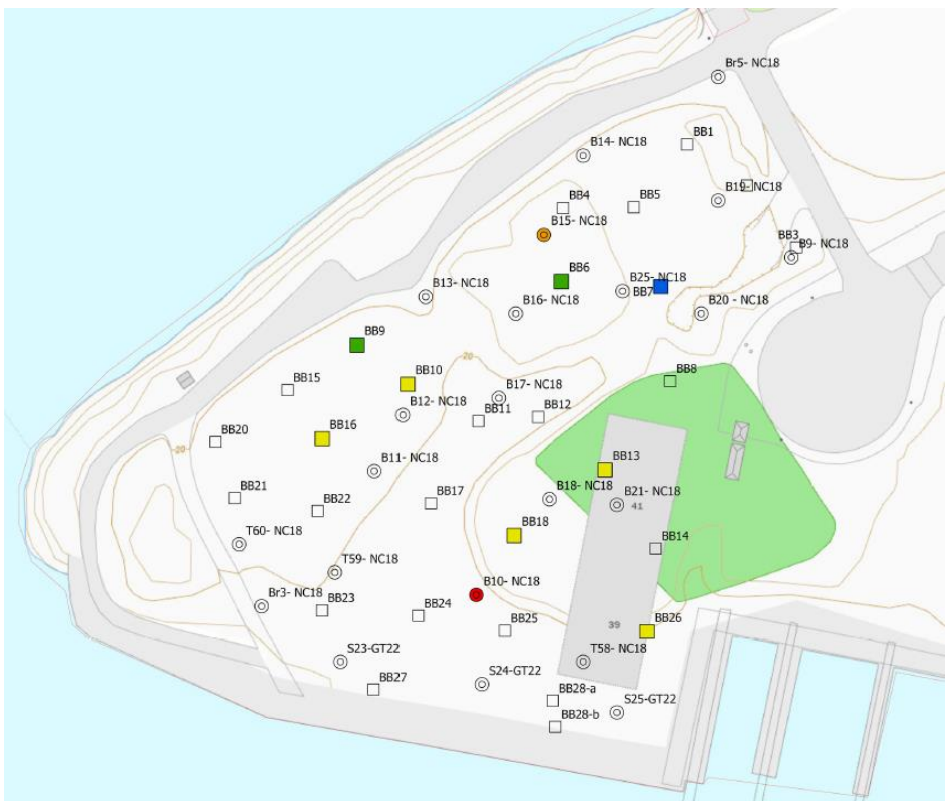 Br5- NC18
BB1
B14- NC18
B19- NC18
BB4
BB5
B15- NC18
BB3
B9- NC18
BB6
B25- NC18
BB7
B13- NC18
B16- NC18
B20 - NC18
BB9
20
BB10
BB8
BB15
B17- NC18
B12- NC18
BB11
BB12
BB16
BB20
20
B11- NC18
BB13
BB21
BB22
BB17
B18- NC18
B21- NC18
41
T60- NC18
BB18
BB14
T59- NC18
B10- NC18
Br3- NC18
BB23
BB24
BB25
39
BB26
S23-GT22
T58- NC18
S24-GT22
BB27
BB28-a
S25-GT22
BB28-b